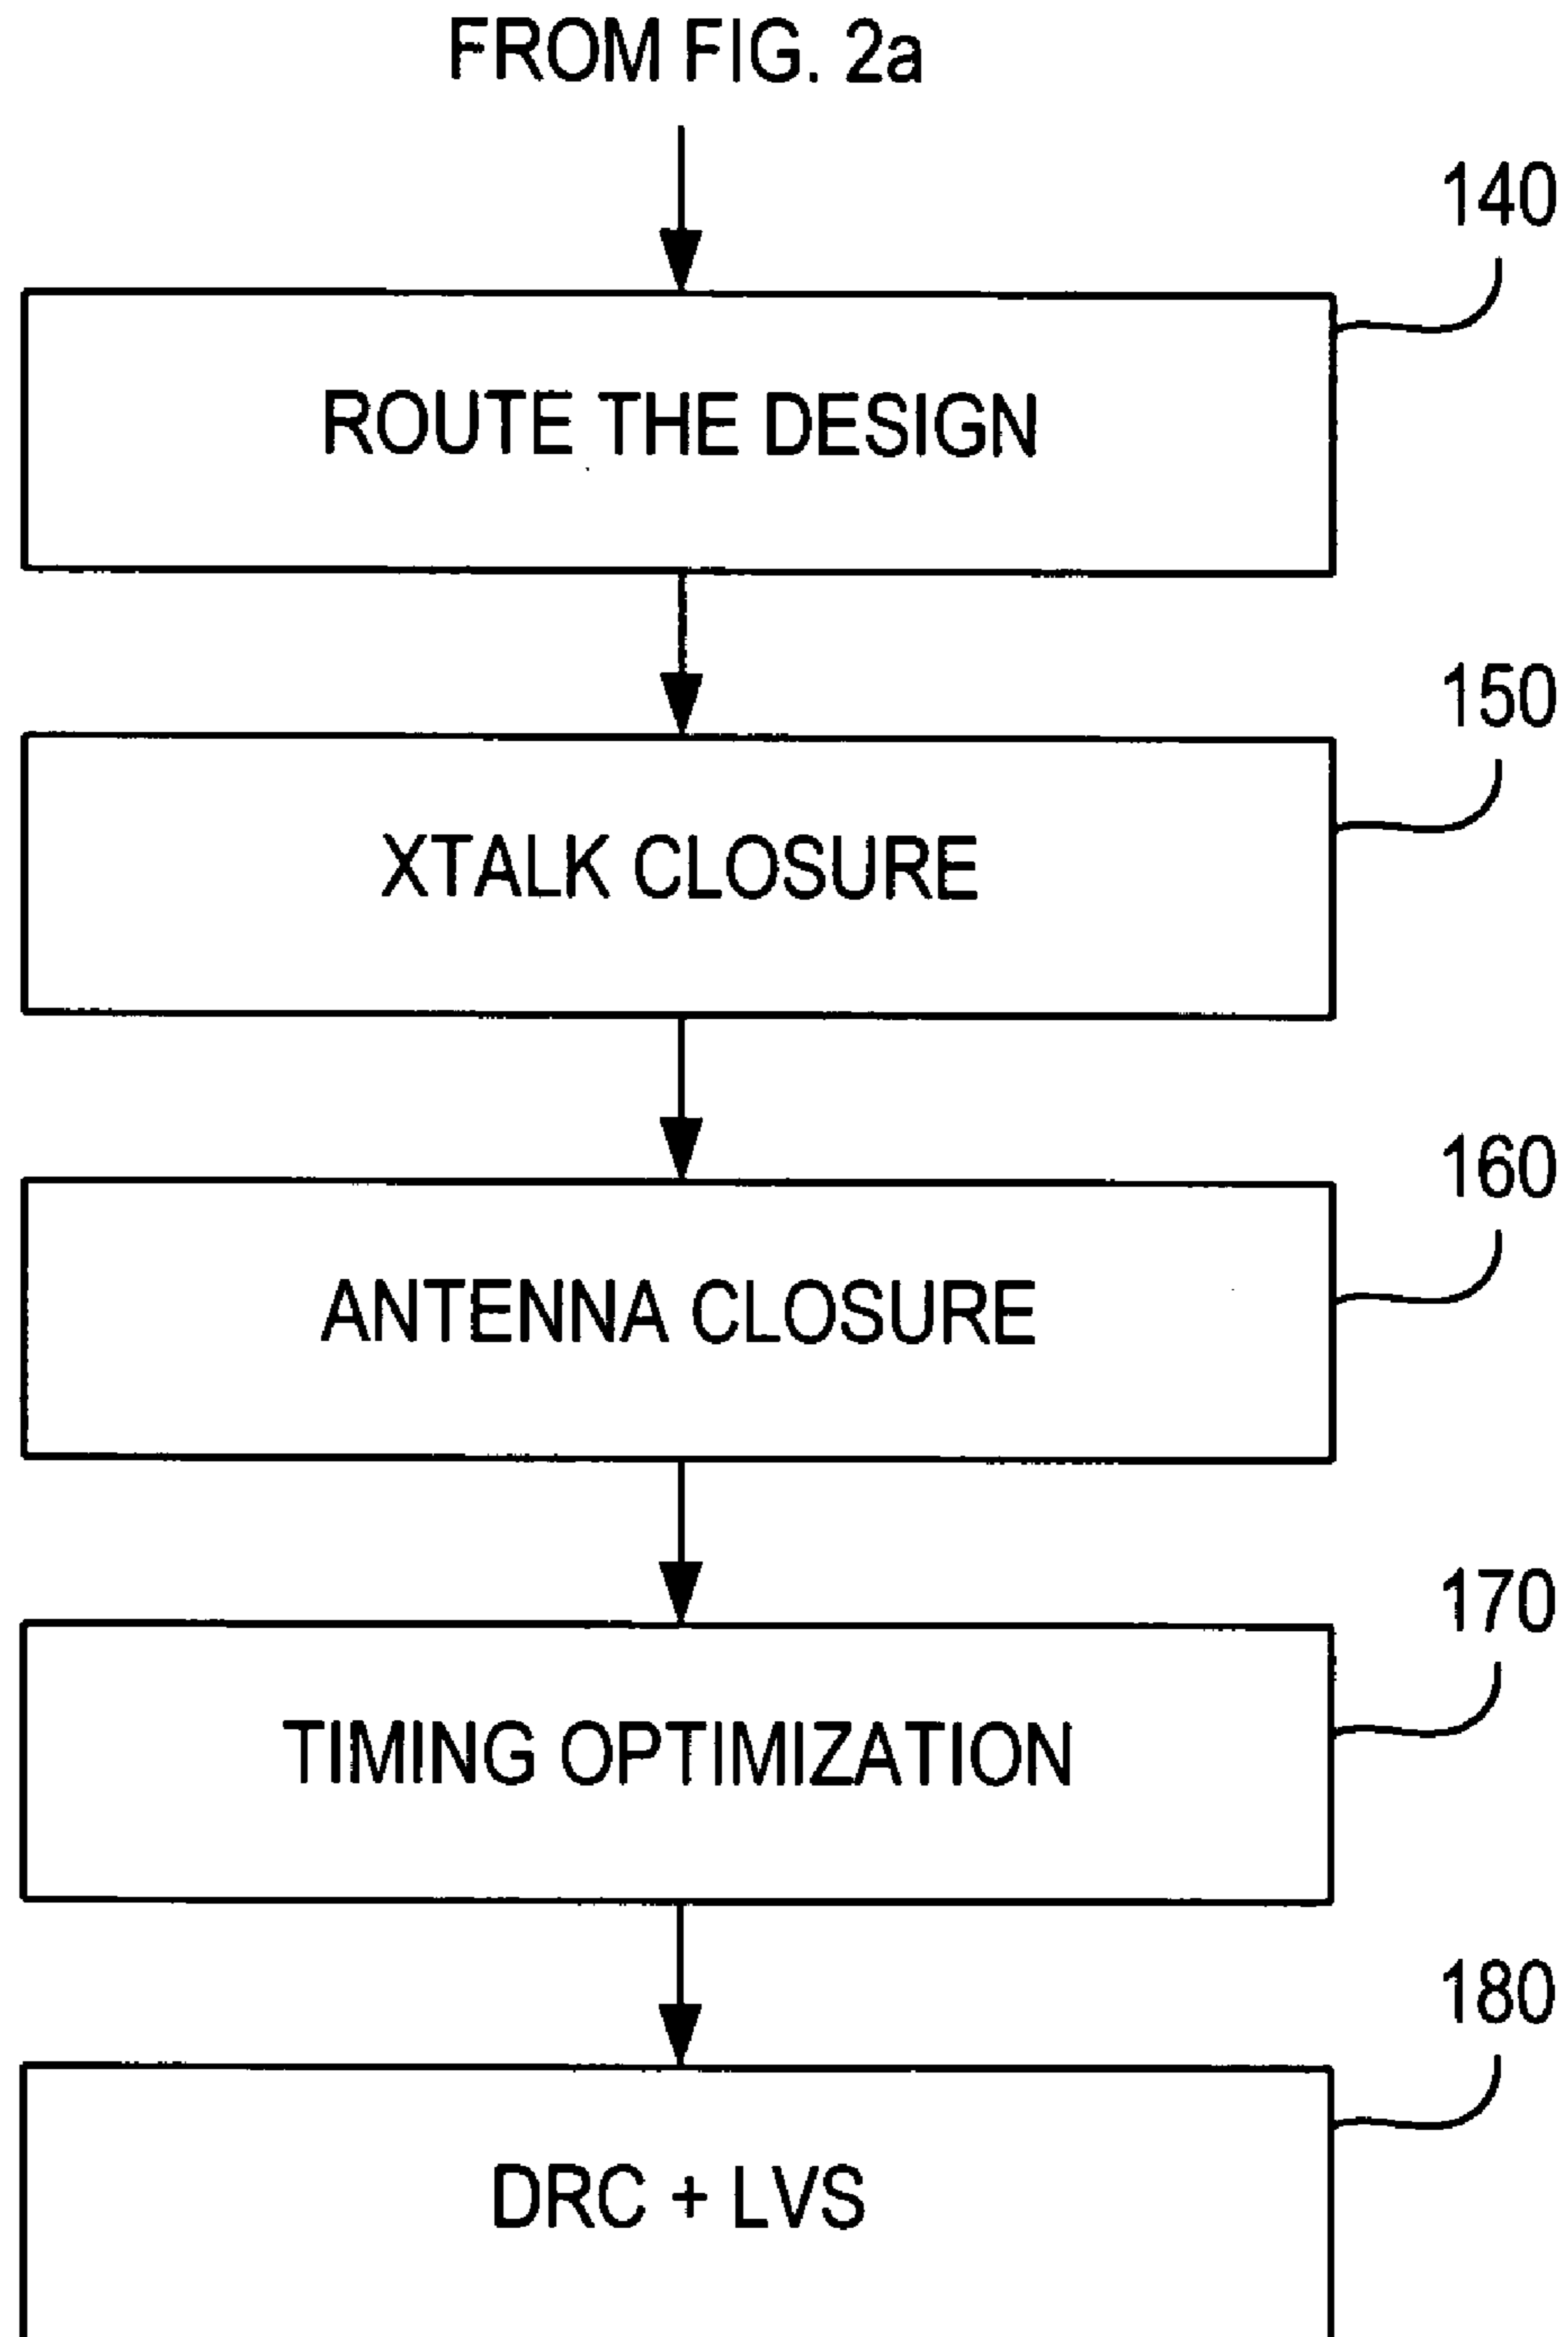 FROM FIG. 2a
140
ROUTE THE DESIGN
150
XTALK CLOSURE
160
ANTENNA CLOSURE
170
TIMING OPTIMIZATION
180
DRC + LVS